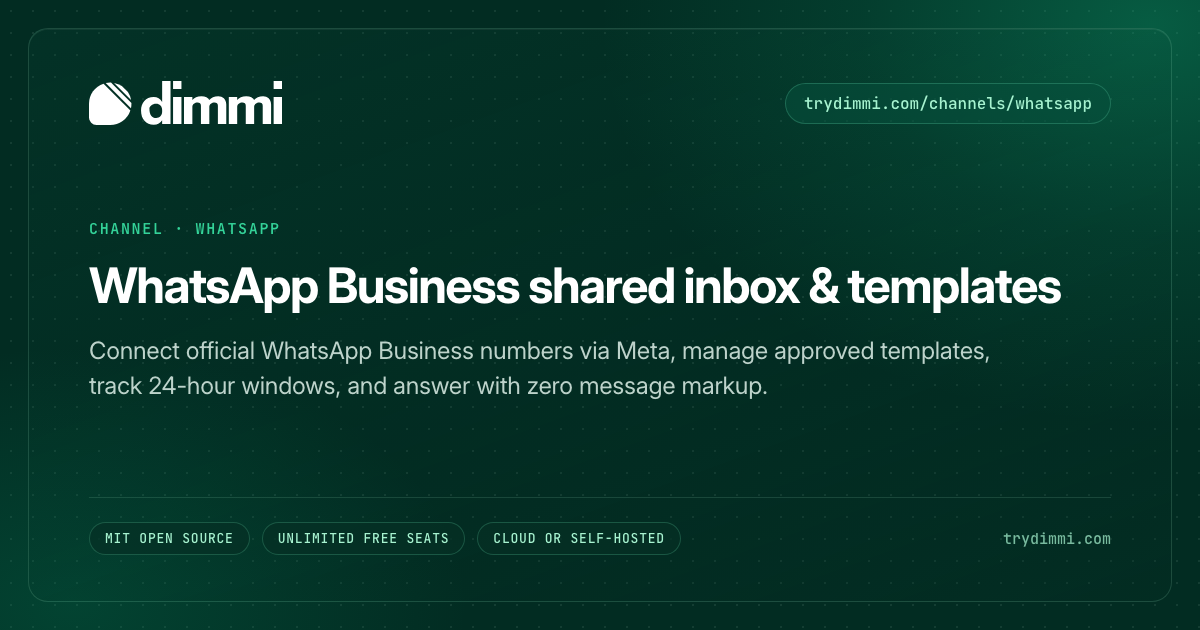 dimmi
trydimmi.com/channels/whatsapp
CHANNEL · WHATSAPP
WhatsApp Business shared inbox & templates
Connect official WhatsApp Business numbers via Meta, manage approved templates,
track 24-hour windows, and answer with zero message markup.
MIT OPEN SOURCE
UNLIMITED FREE SEATS
CLOUD OR SELF-HOSTED
trydimmi.com